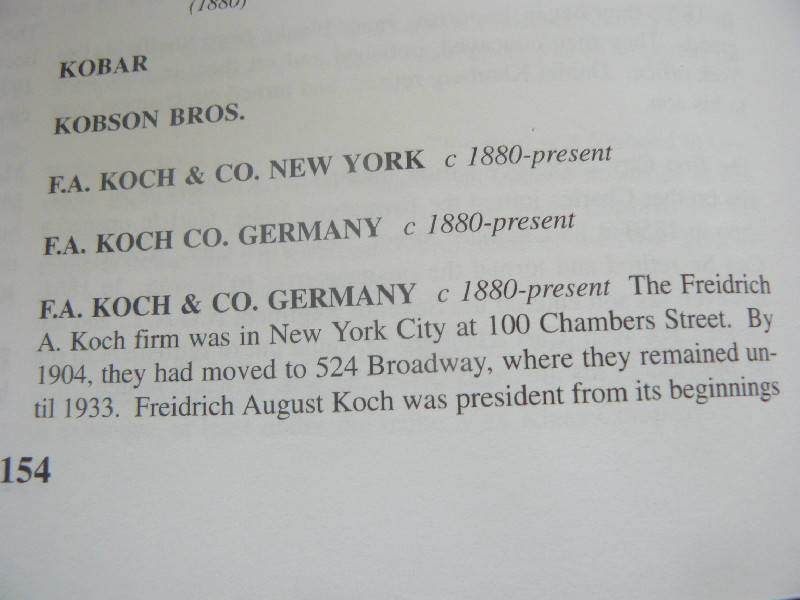 (1880)
KOBAR
KOBSON BROS.
F.A. KOCH & CO. NEW YORK c 1880-present
F.A. KOCH CO. GERMANY c 1880-present
F.A. KOCH & CO. GERMANY c 1880-present The Freidrich
A. Koch firm was in New York City at 100 Chambers Street. By
1904, they had moved to 524 Broadway, where they remained un-
til 1933. Freidrich August Koch was president from its beginnings
154